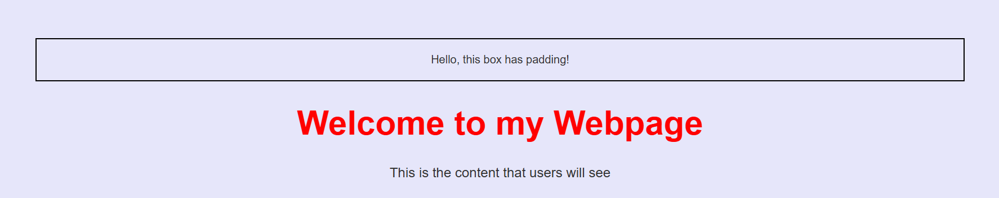 Hello, this box has padding!
Welcome to my Webpage
This is the content that users will see